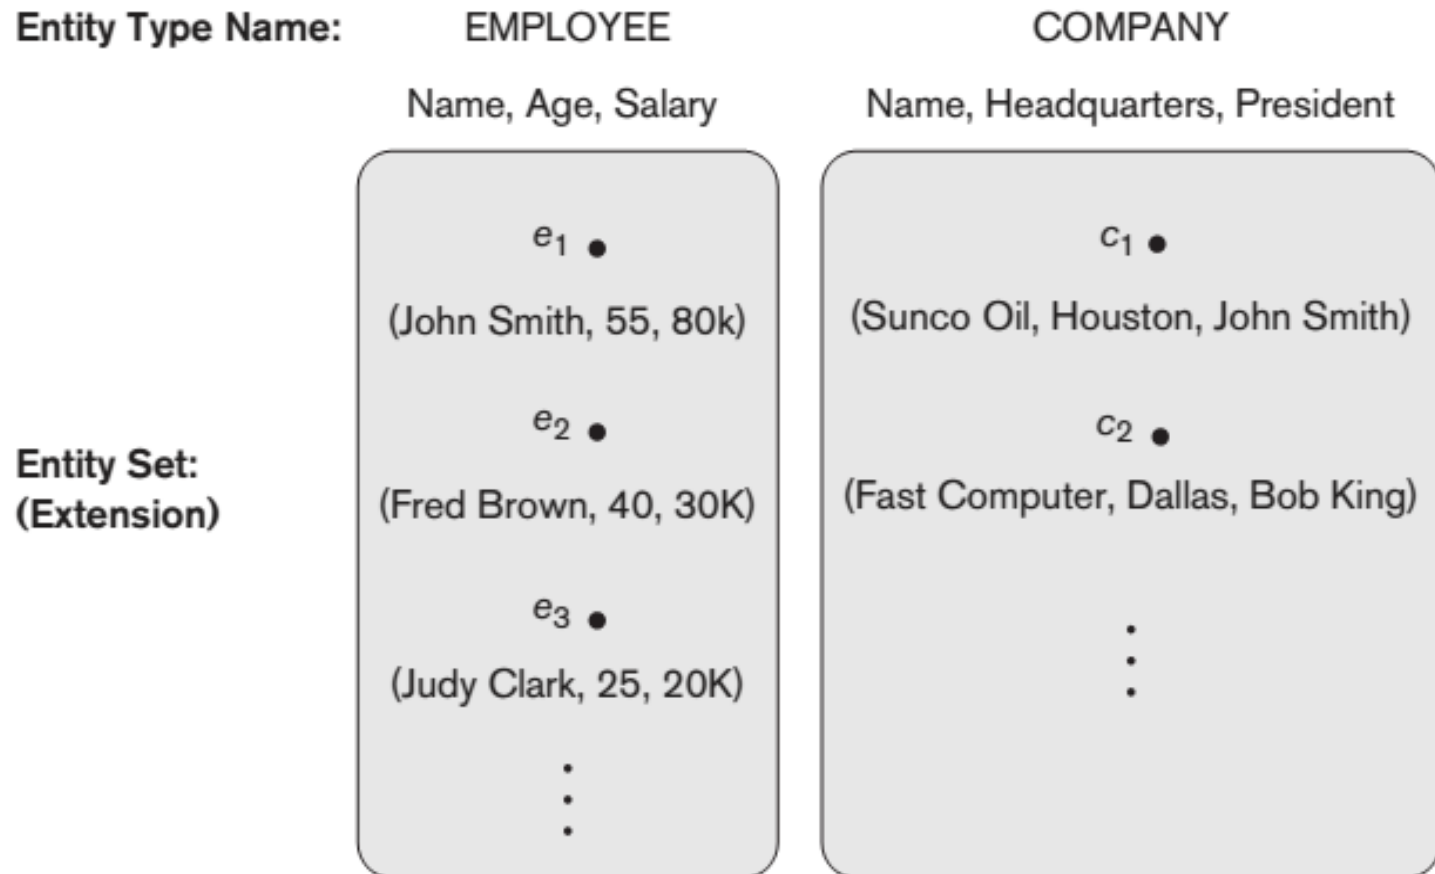 Entity Type Name: EMPLOYEE COMPANY
Name, Age, Salary Name, Headquarters, President
e₁ c₁
(John Smith, 55, 80k) (Sunco Oil, Houston, John Smith)
e₂ c₂
(Fred Brown, 40, 30K) (Fast Computer, Dallas, Bob King)
Entity Set:
(Extension)
e₃
(Judy Clark, 25, 20K)